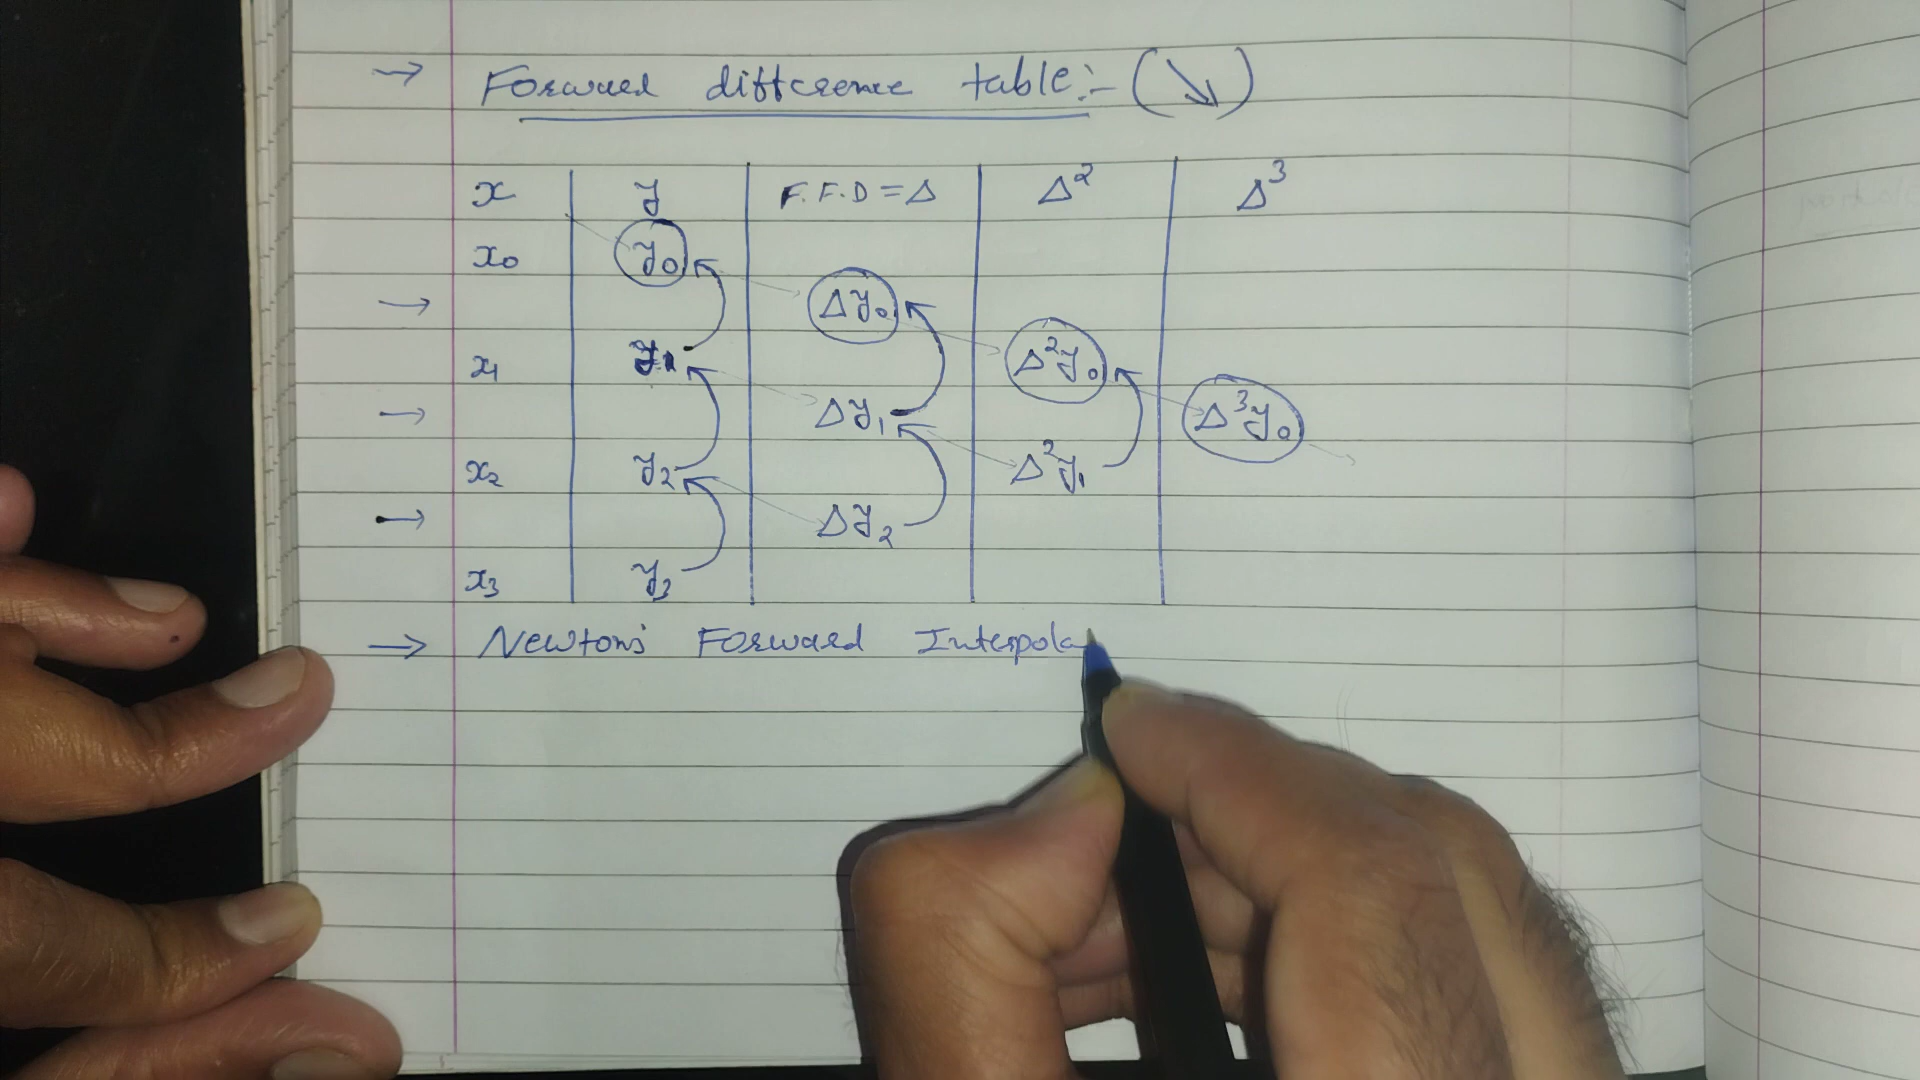 → Forward difference table:- (↘)
x y F.F.D = Δ Δ² Δ³
x₀ y₀
→ Δy₀
x₁ y₁ Δ²y₀
→ Δy₁ Δ³y₀
x₂ y₂ Δ²y₁
→ Δy₂
x₃ y₃
→ Newton's Forward Interpola